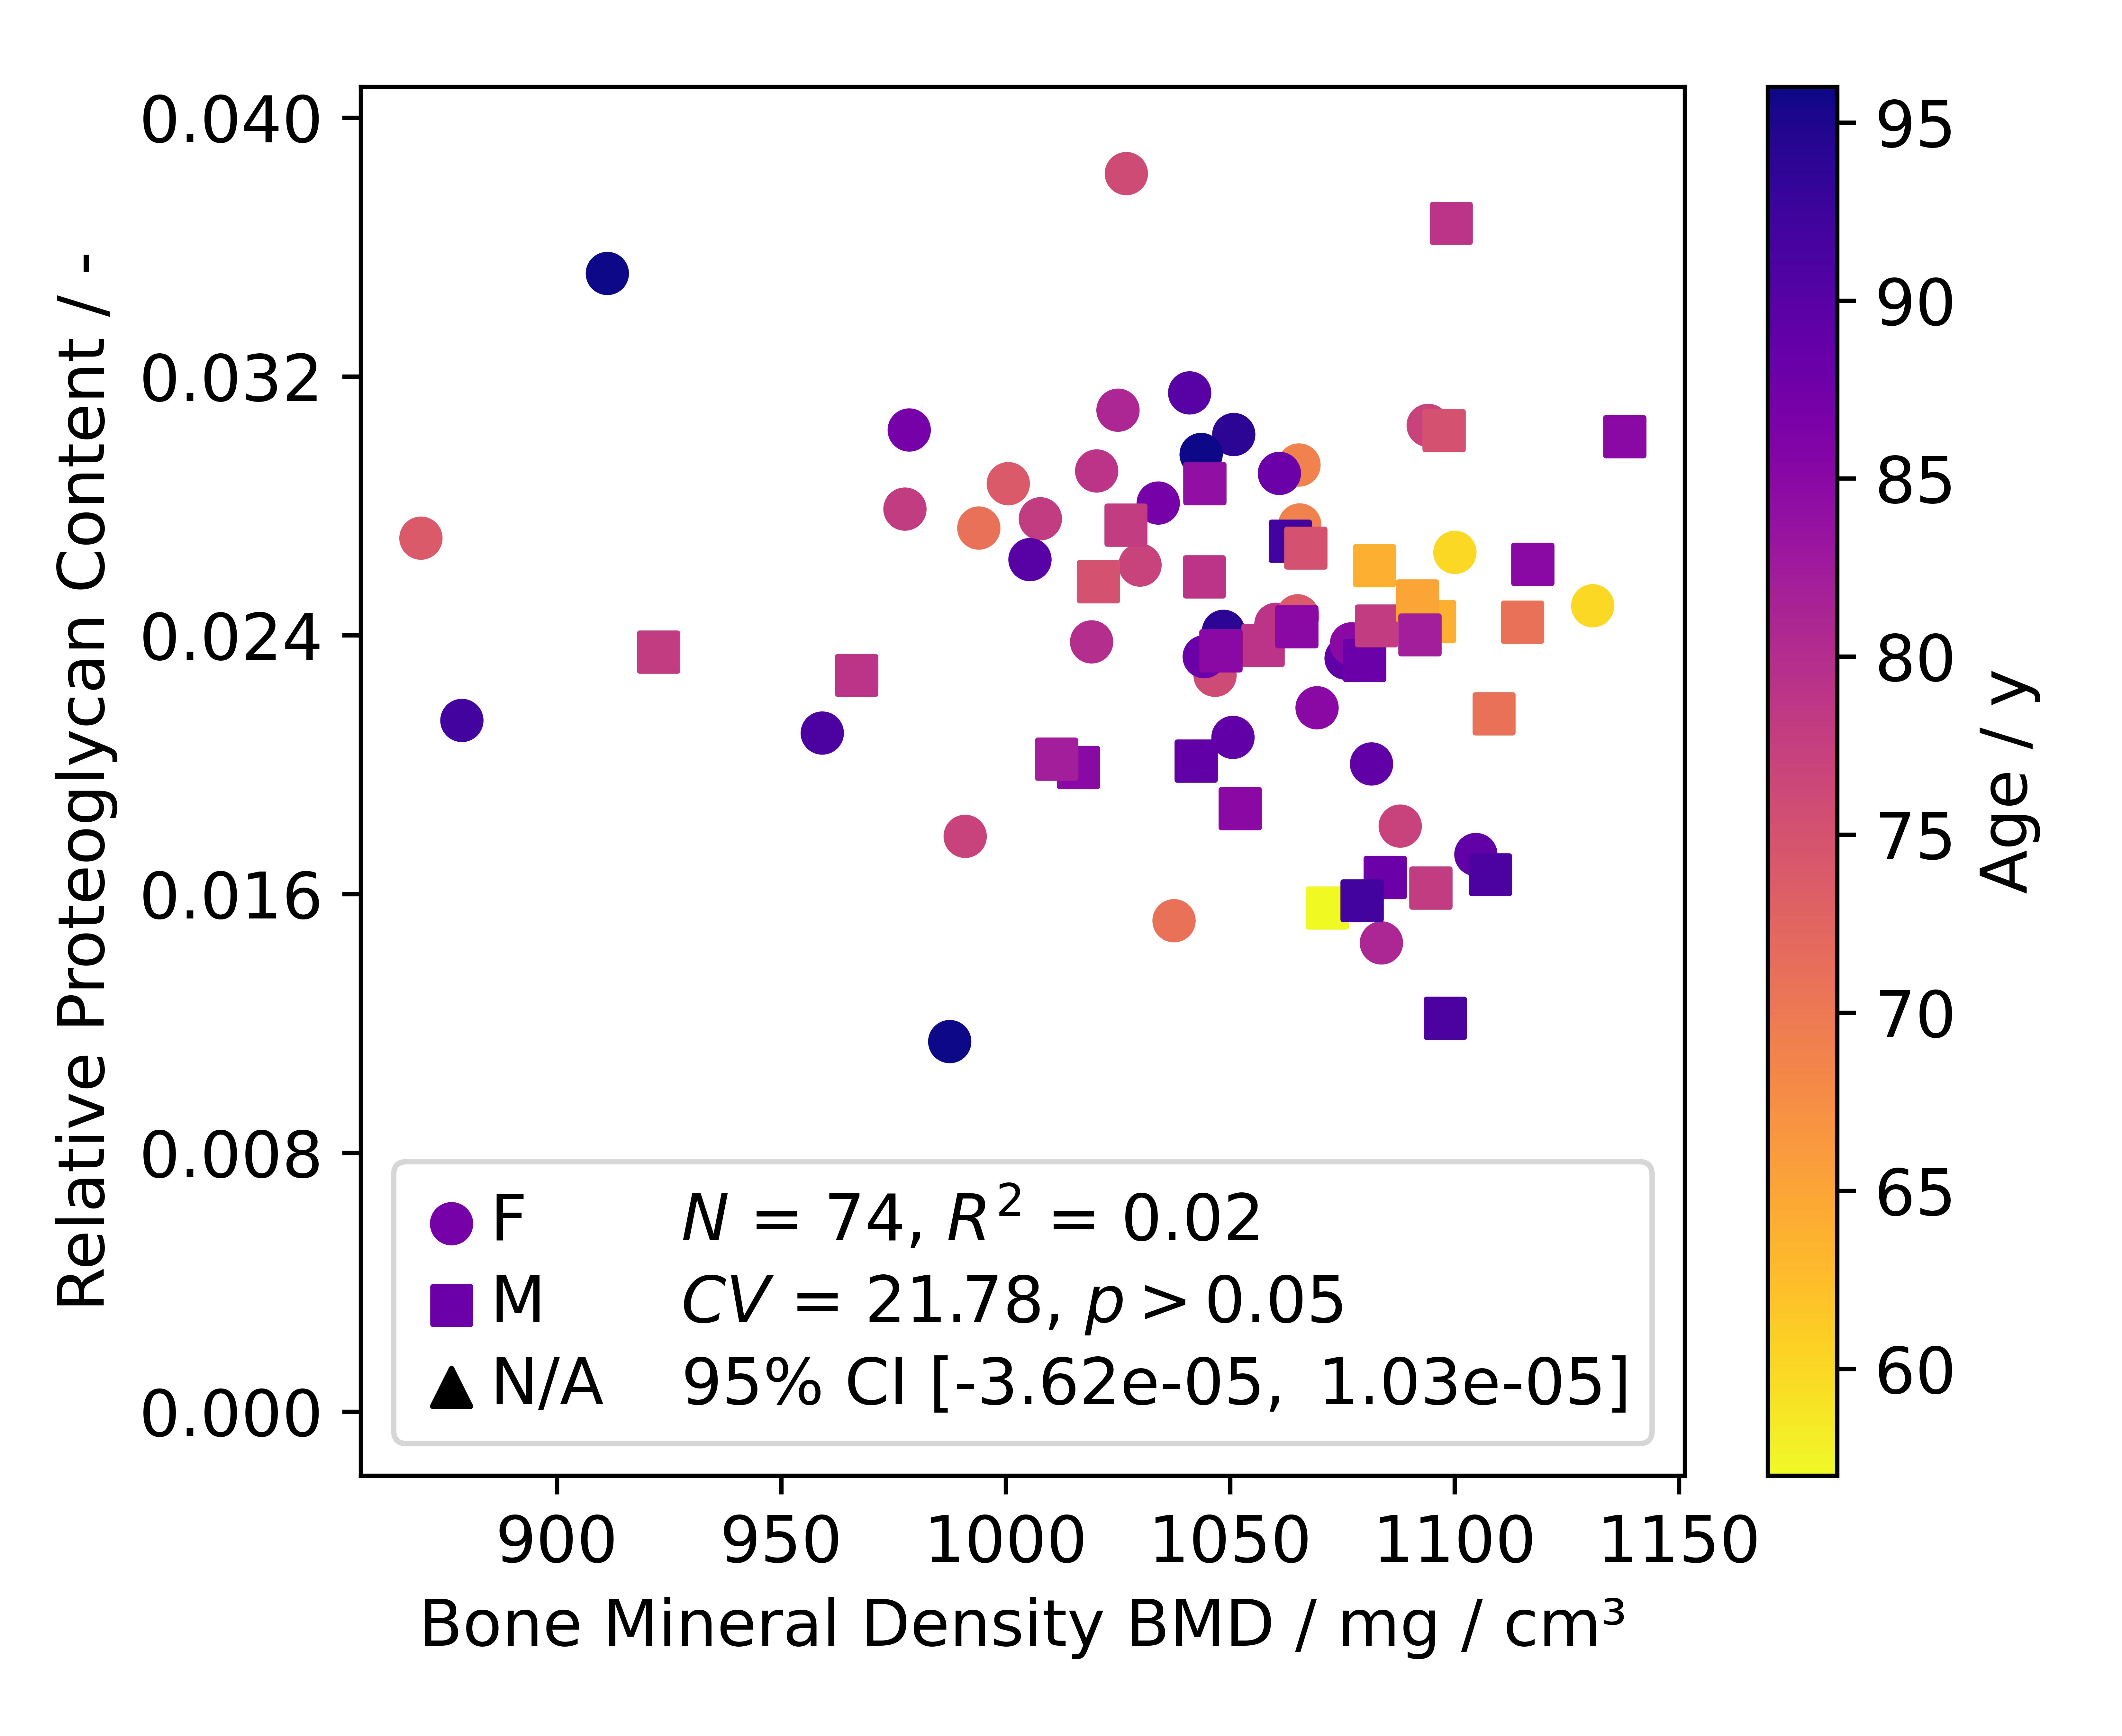 Relative Proteoglycan Content / -
0.040
0.032
0.024
0.016
0.008
0.000
F N = 74, R² = 0.02
M CV = 21.78, p > 0.05
N/A 95% CI [-3.62e-05, 1.03e-05]
900 950 1000 1050 1100 1150
Bone Mineral Density BMD / mg / cm³
95
90
85
80
75
70
65
60
Age / y